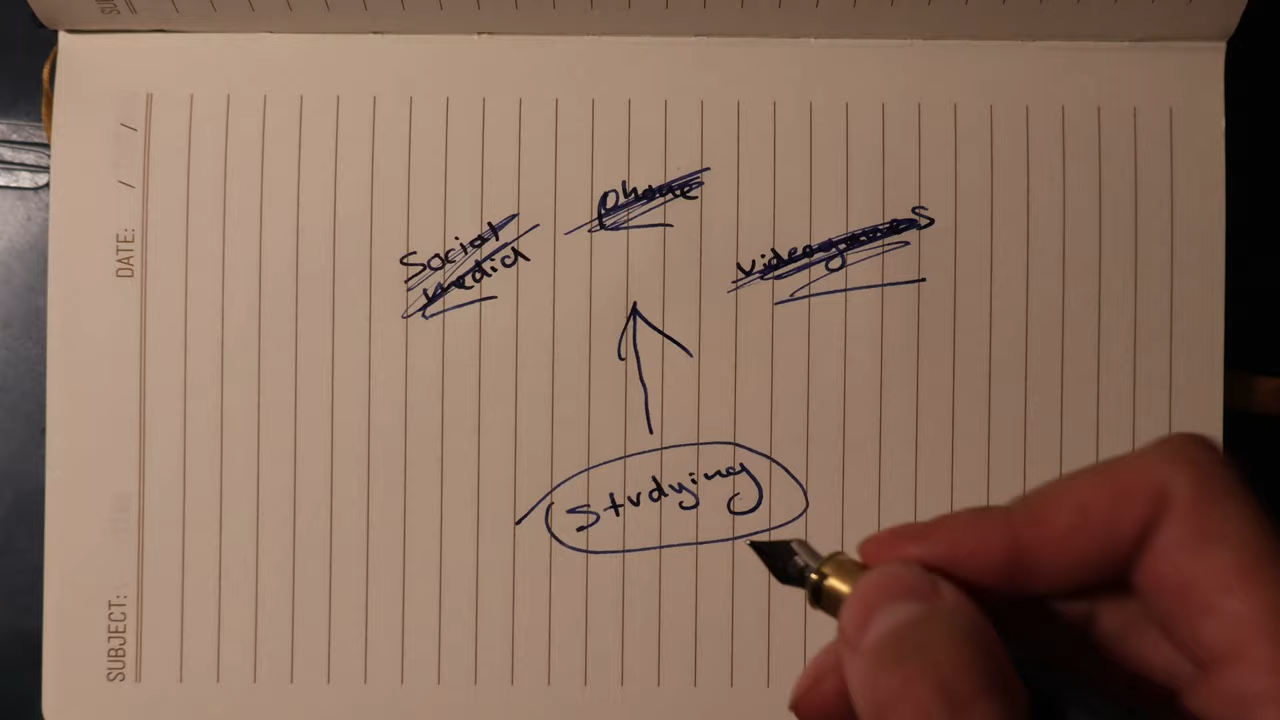 phone
Social
media
videogames
studying
DATE: / /
SUBJECT: